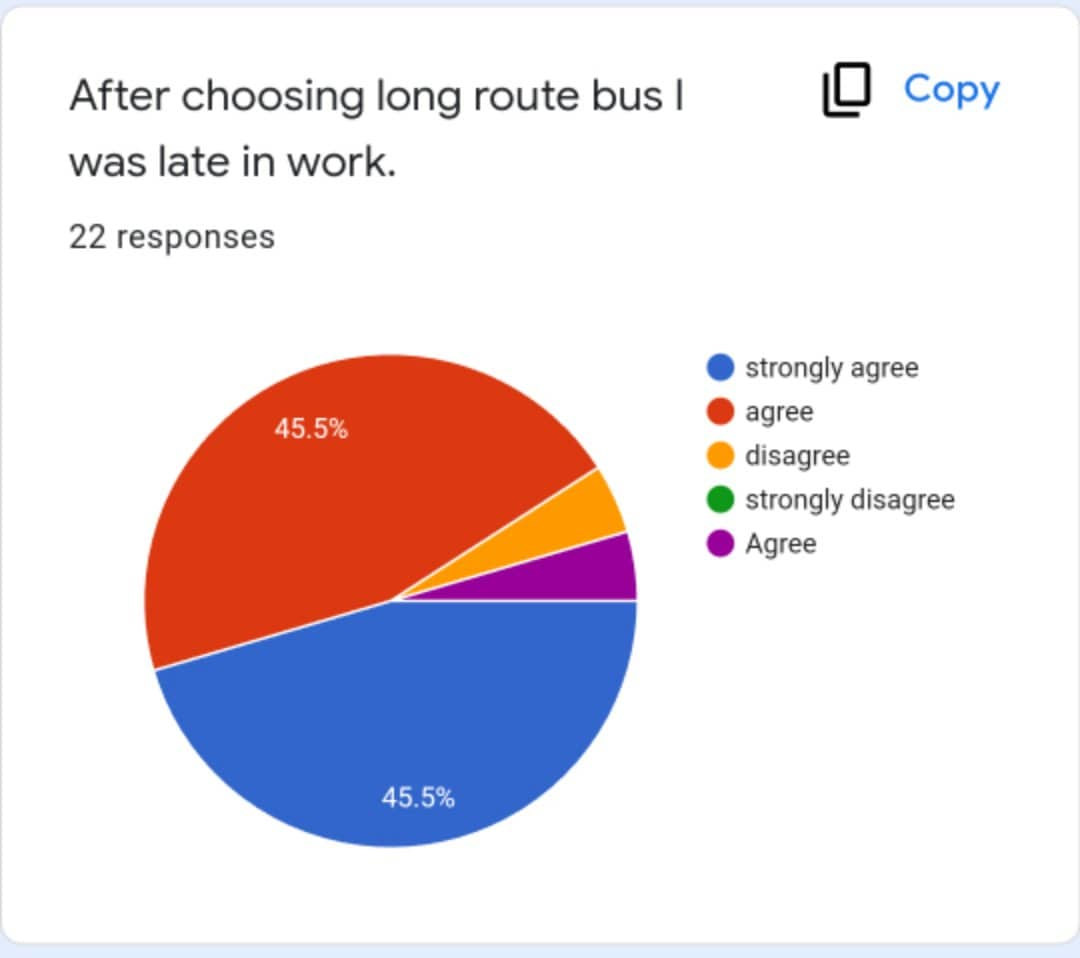 After choosing long route bus I
was late in work.
Copy
22 responses
45.5%
45.5%
strongly agree
agree
disagree
strongly disagree
Agree